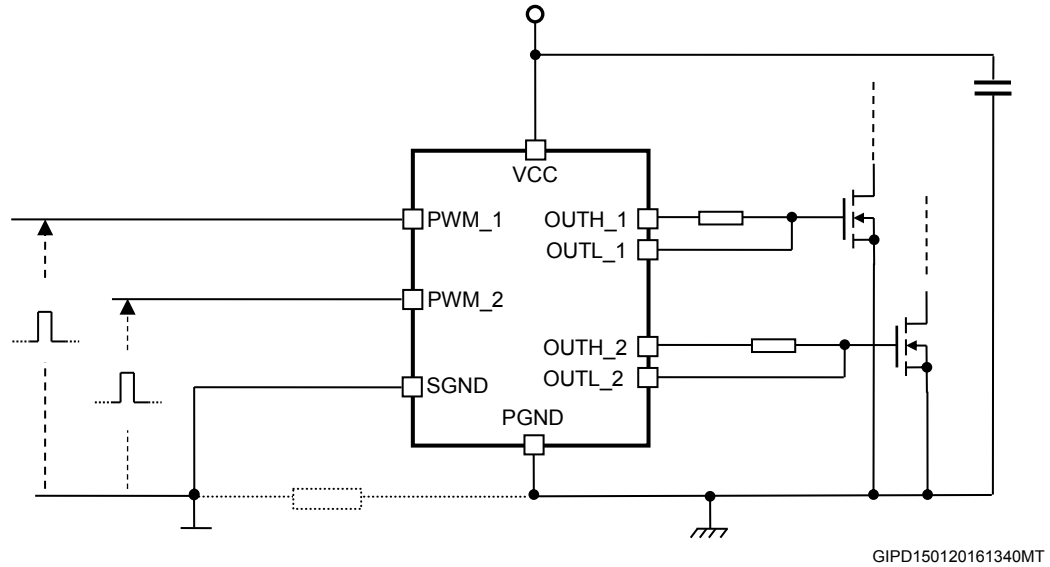 VCC
PWM_1
OUTH_1
OUTL_1
PWM_2
OUTH_2
OUTL_2
SGND
PGND
GIPD150120161340MT